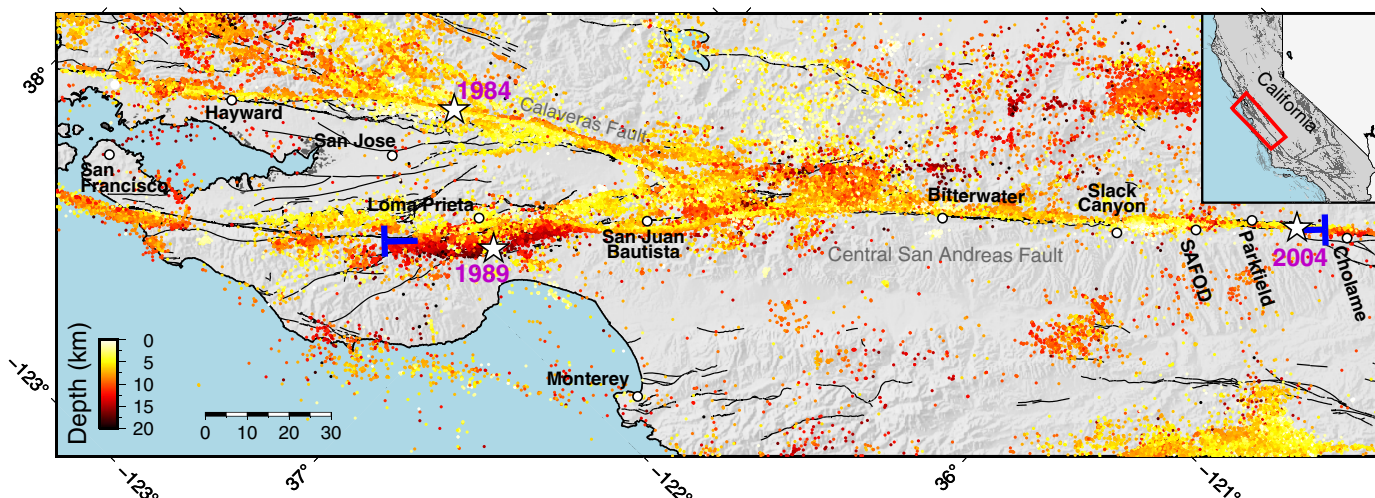 38°
1984
Hayward
Calaveras Fault
California
San Jose
San
Francisco
Loma Prieta
Bitterwater
Slack
Canyon
San Juan
Bautista
Central San Andreas Fault
1989
2004
SAFOD
Parkfield
Cholame
Monterey
Depth (km)
0
5
10
15
20
0 10 20 30
-123°
-123°
37°
-122°
36°
-121°